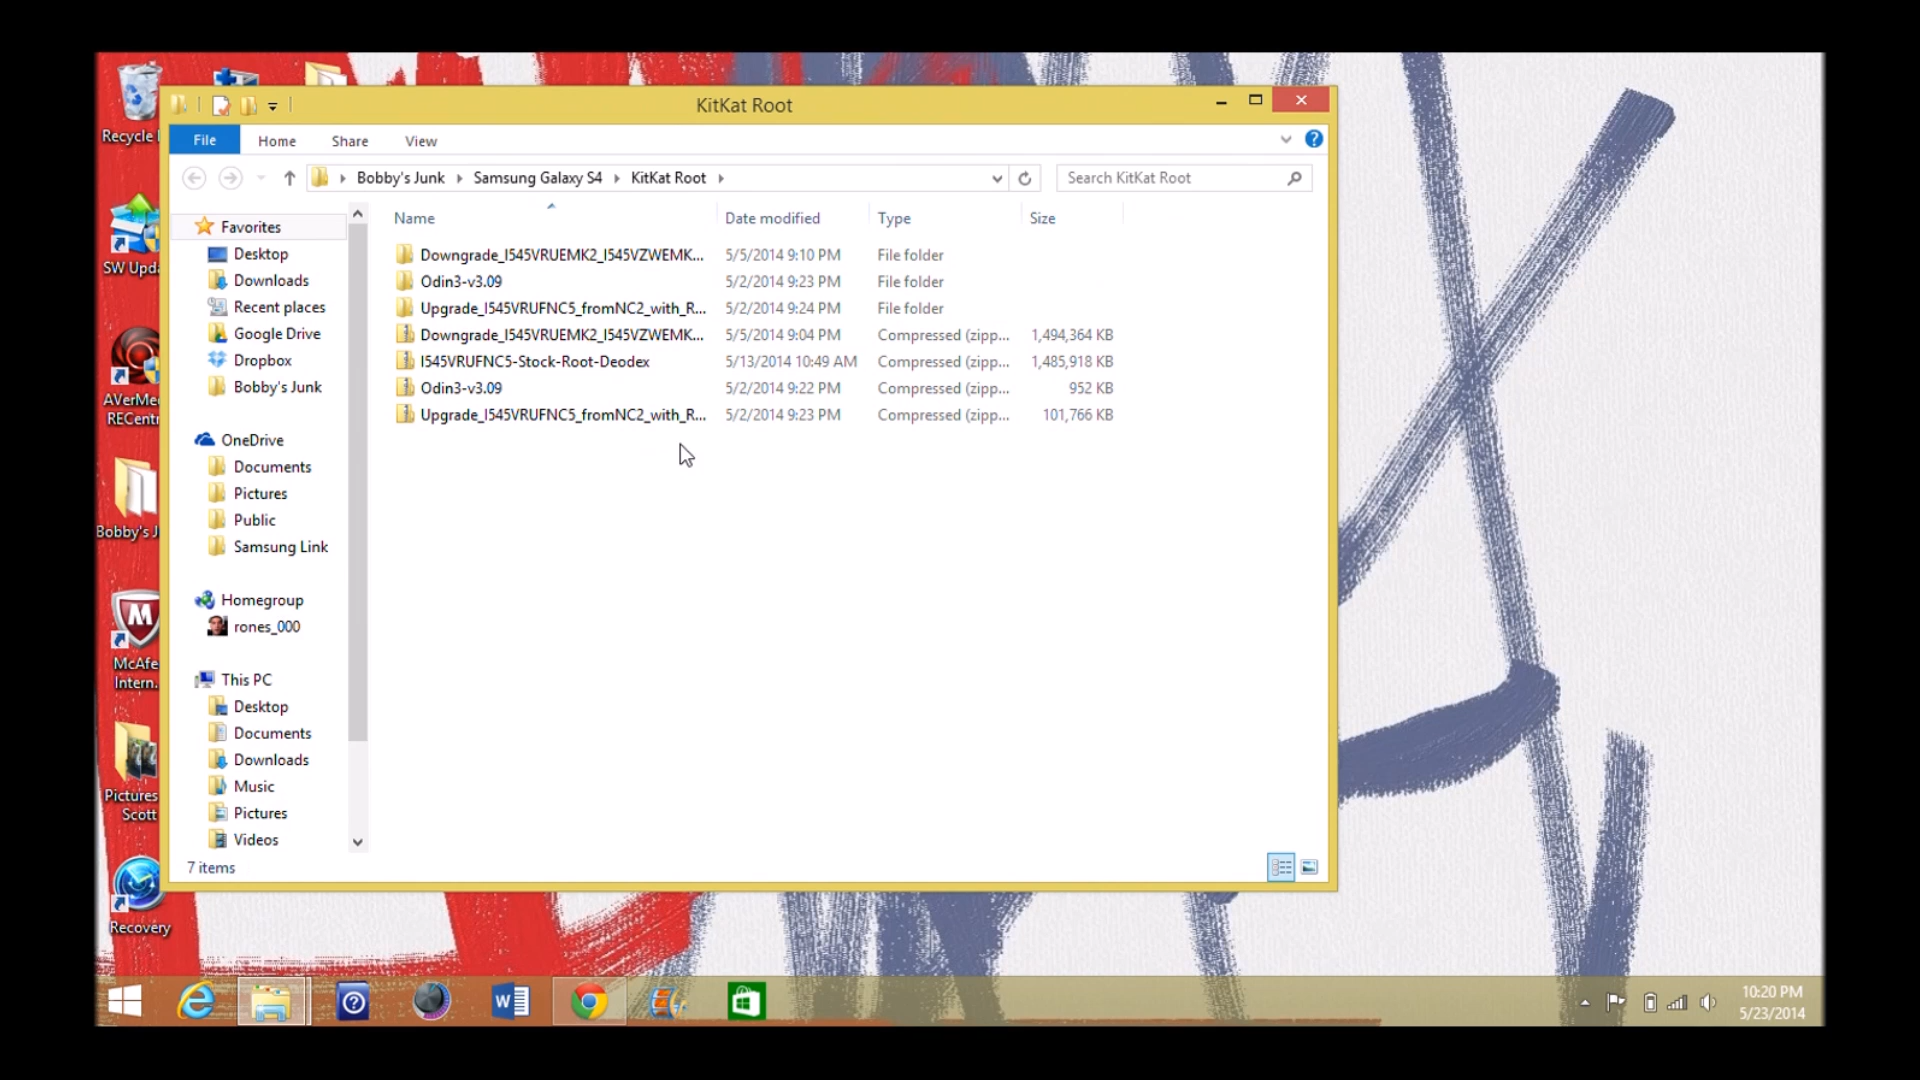 KitKat Root
File Home Share View
Bobby's Junk Samsung Galaxy S4 KitKat Root
Search KitKat Root
Name Date modified Type Size
Downgrade_I545VRUEMK2_I545VZWEMK... 5/5/2014 9:10 PM File folder
Odin3-v3.09 5/2/2014 9:23 PM File folder
Upgrade_I545VRUFNC5_fromNC2_with_R... 5/2/2014 9:24 PM File folder
Downgrade_I545VRUEMK2_I545VZWEMK... 5/5/2014 9:04 PM Compressed (zipp... 1,494,364 KB
I545VRUFNC5-Stock-Root-Deodex 5/13/2014 10:49 AM Compressed (zipp... 1,485,918 KB
Odin3-v3.09 5/2/2014 9:22 PM Compressed (zipp... 952 KB
Upgrade_I545VRUFNC5_fromNC2_with_R... 5/2/2014 9:23 PM Compressed (zipp... 101,766 KB
Favorites
Desktop
Downloads
Recent places
Google Drive
Dropbox
Bobby's Junk
OneDrive
Documents
Pictures
Public
Samsung Link
Homegroup
rones_000
This PC
Desktop
Documents
Downloads
Music
Pictures
Videos
7 items
Recycle
SW Upda
AVerMe
RECentr
Bobby's J
McAfe
Intern...
Pictures
Scott
Recovery
10:20 PM
5/23/2014